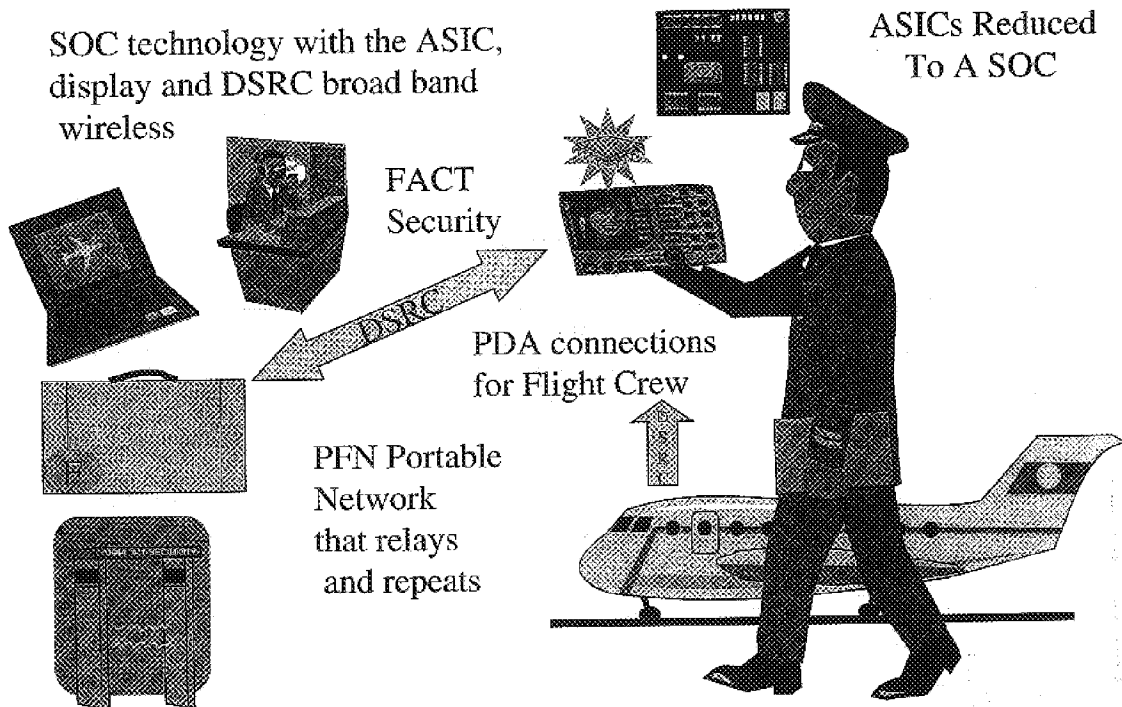 SOC technology with the ASIC,
display and DSRC broad band
wireless
ASICs Reduced
To A SOC
FACT
Security
DSRC
PDA connections
for Flight Crew
DSRC
PFN Portable
Network
that relays
and repeats